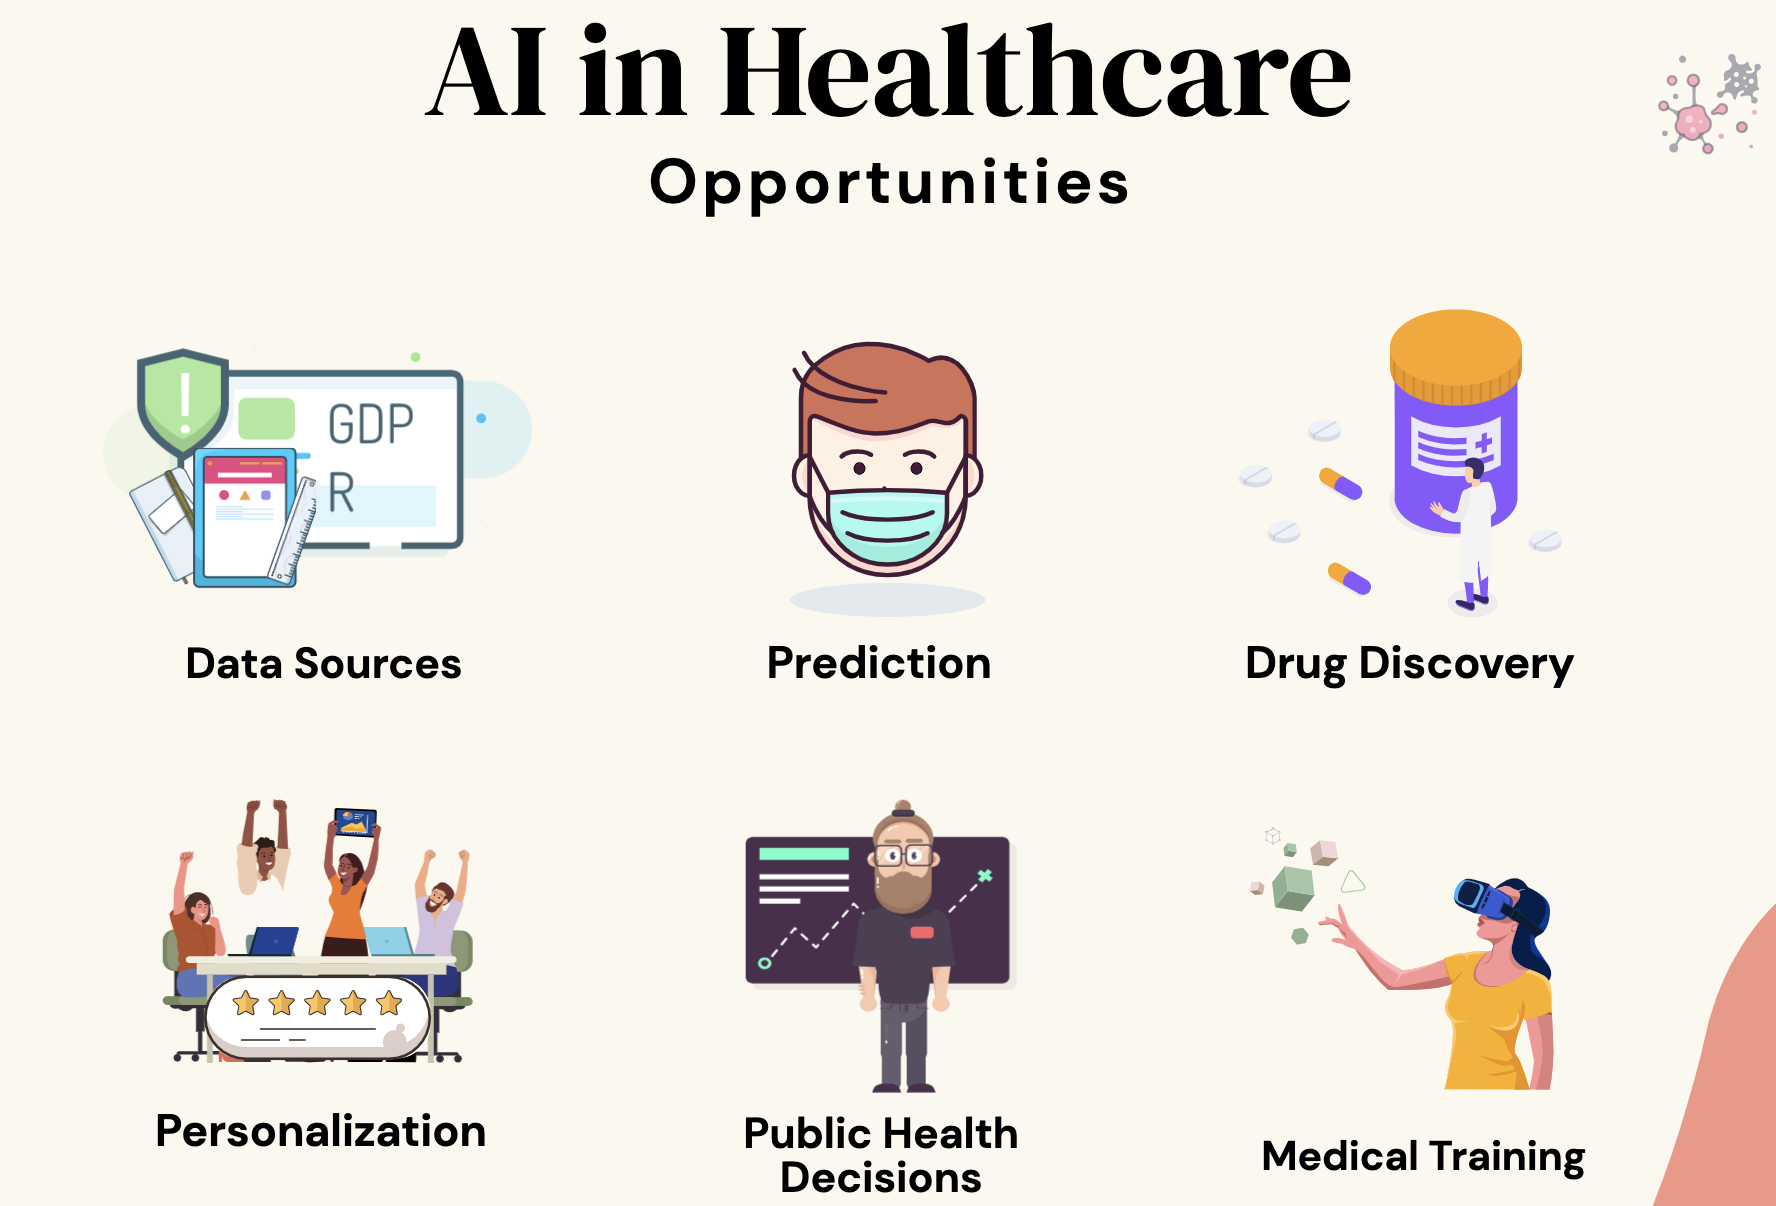 AI in Healthcare
Opportunities
GDP
R
Data Sources
Prediction
Drug Discovery
Personalization
Public Health
Decisions
Medical Training